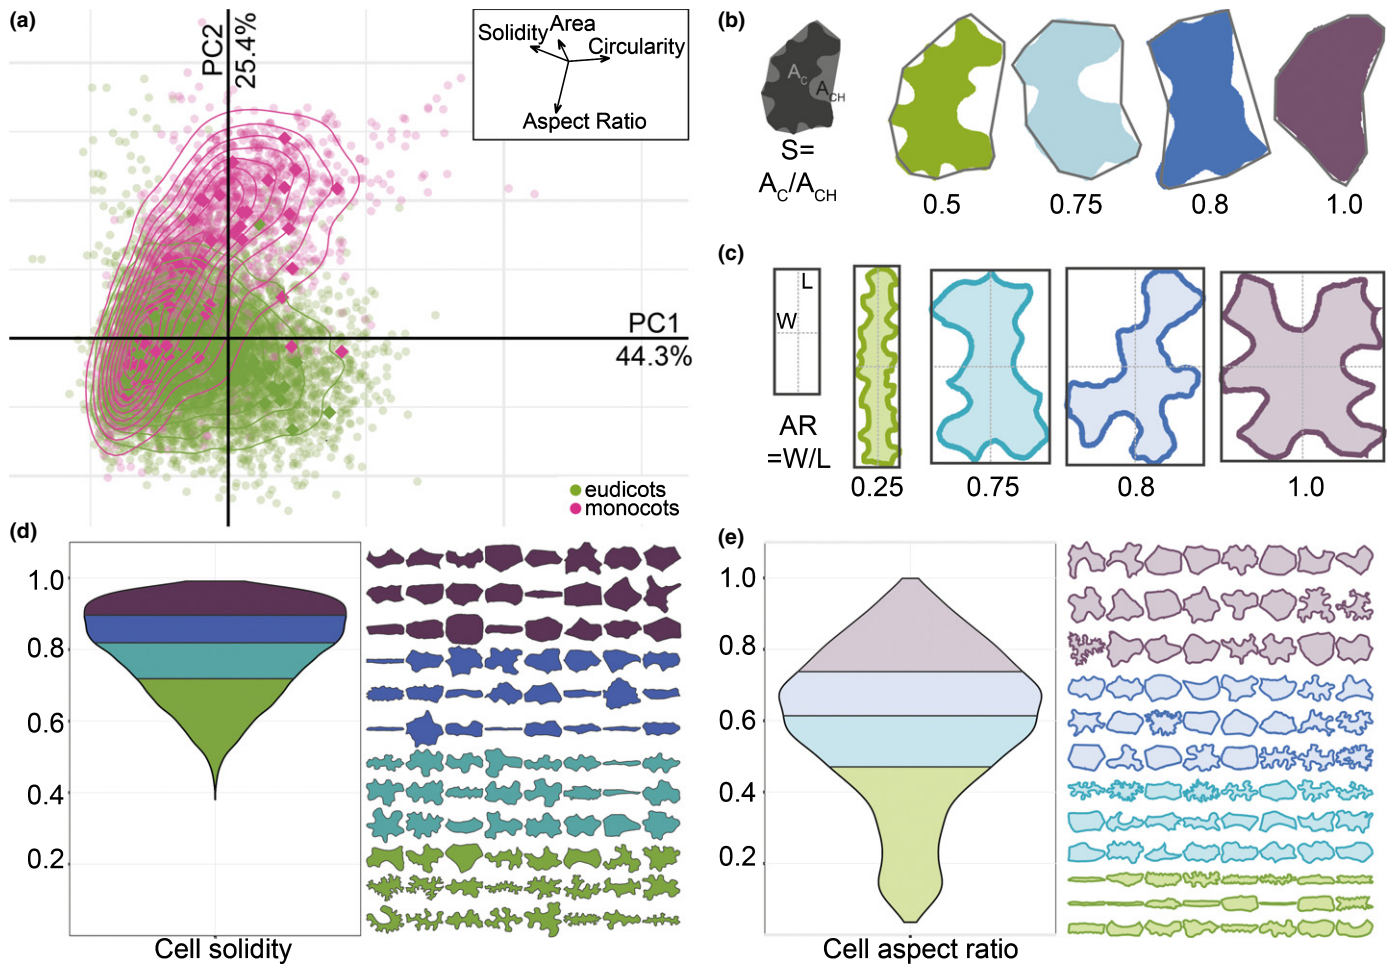 (a)
PC2
25.4%
Solidity
Area
Circularity
Aspect Ratio
PC1
44.3%
eudicots
monocots
(b)
A_C
A_CH
S=
A_C/A_CH
0.5
0.75
0.8
1.0
(c)
L
W
AR
=W/L
0.25
0.75
0.8
1.0
(d)
1.0
0.8
0.6
0.4
0.2
Cell solidity
(e)
1.0
0.8
0.6
0.4
0.2
Cell aspect ratio